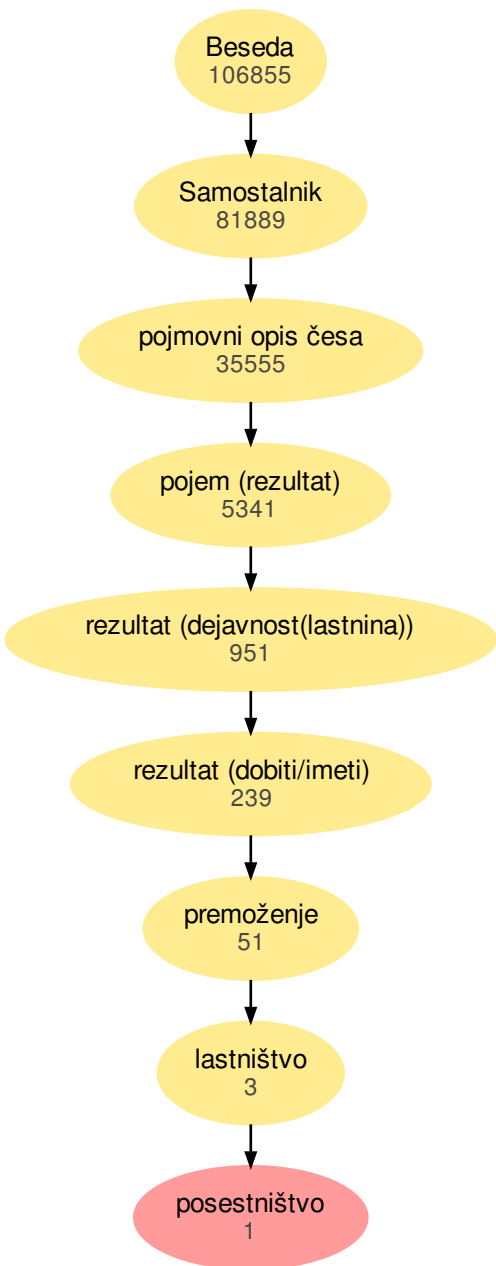 Beseda
106855
Samostalnik
81889
pojmovni opis česa
35555
pojem (rezultat)
5341
rezultat (dejavnost(lastnina))
951
rezultat (dobiti/imeti)
239
premoženje
51
lastništvo
3
posestništvo
1